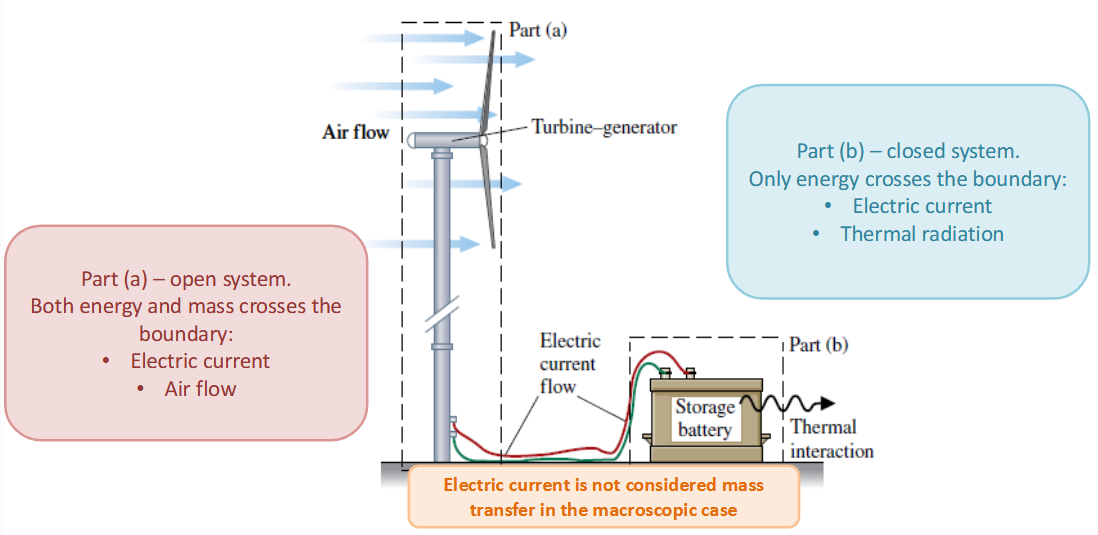 Part (a)
Air flow
Turbine–generator
Part (b) – closed system.
Only energy crosses the boundary:
• Electric current
• Thermal radiation
Part (a) – open system.
Both energy and mass crosses the
boundary:
• Electric current
• Air flow
Electric
current
flow
Part (b)
Storage
battery
Thermal
interaction
Electric current is not considered mass
transfer in the macroscopic case